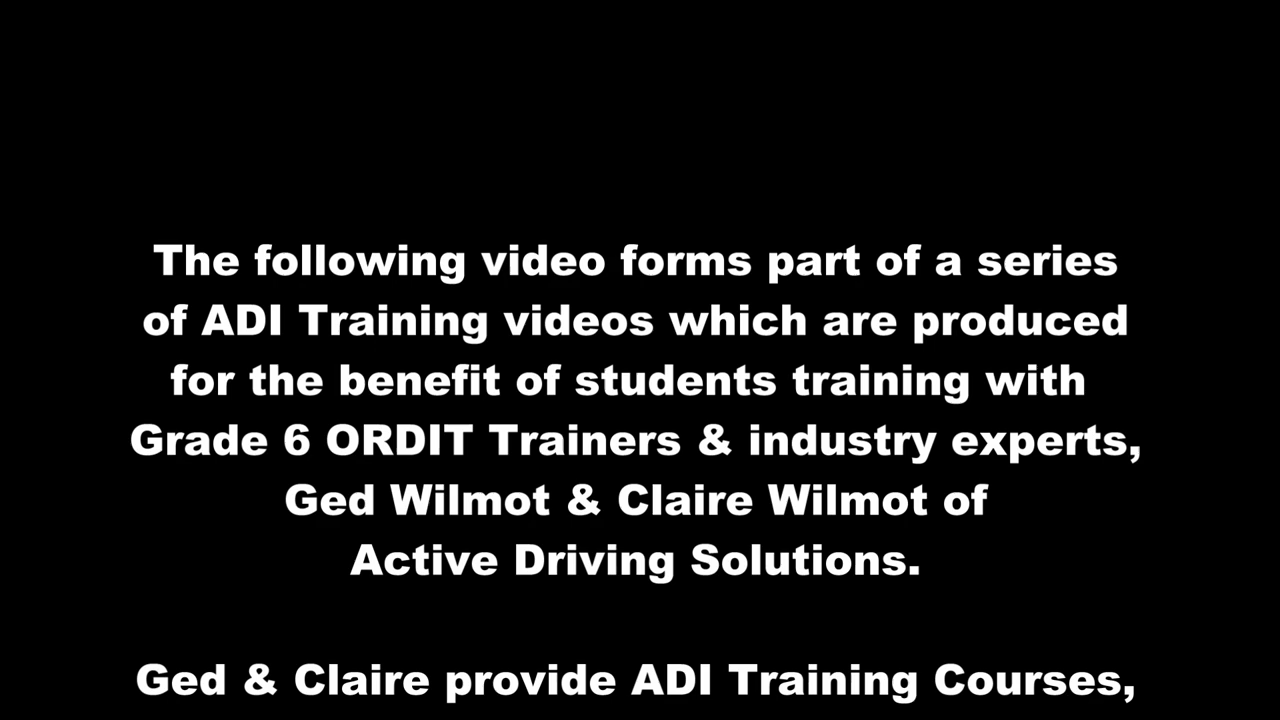 The following video forms part of a series
of ADI Training videos which are produced
for the benefit of students training with
Grade 6 ORDIT Trainers & industry experts,
Ged Wilmot & Claire Wilmot of
Active Driving Solutions.
Ged & Claire provide ADI Training Courses,